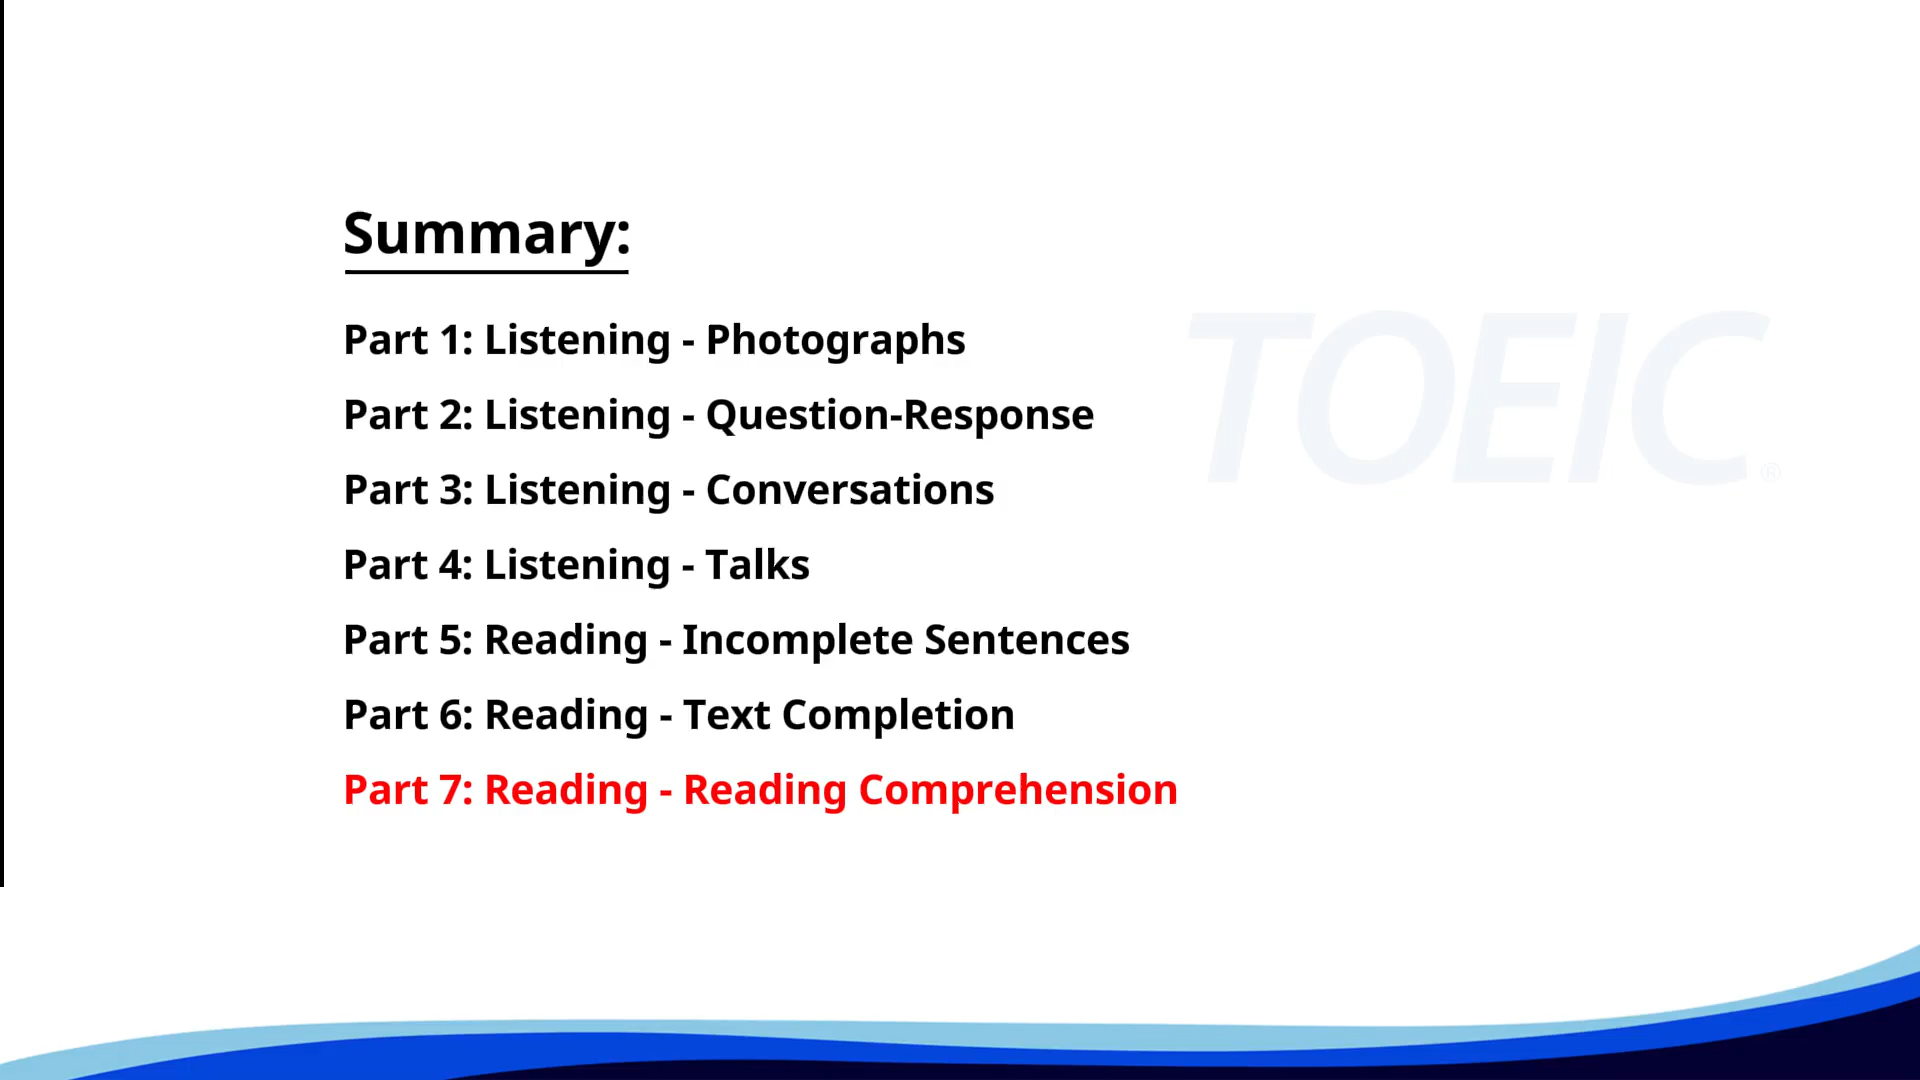 Summary:
Part 1: Listening - Photographs
Part 2: Listening - Question-Response
Part 3: Listening - Conversations
Part 4: Listening - Talks
Part 5: Reading - Incomplete Sentences
Part 6: Reading - Text Completion
Part 7: Reading - Reading Comprehension
TOEIC®